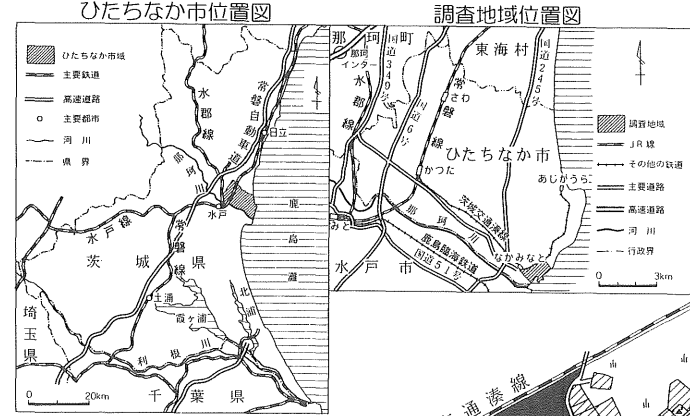 ひたちなか市位置図
ひたちなか市域
主要鉄道
高速道路
主要都市
河川
県界
水郡線
常磐自動車道
日立
那珂川
水戸
水戸線
常磐線
茨城県
鹿島灘
土浦
霞ヶ浦
北浦
埼玉県
利根川
千葉県
0 20km
調査地域位置図
那珂町
那珂インター
国道349号
東海村
国道245号
水郡線
国道6号
常磐線
さわ
ひたちなか市
かつた
あじがうら
茨城交通湊線
那珂川
みと
鹿島臨海鉄道
なかみなと
水戸市
国道51号
調査地域
JR線
その他の鉄道
主要道路
高速道路
河川
行政界
0 3km
通湊線